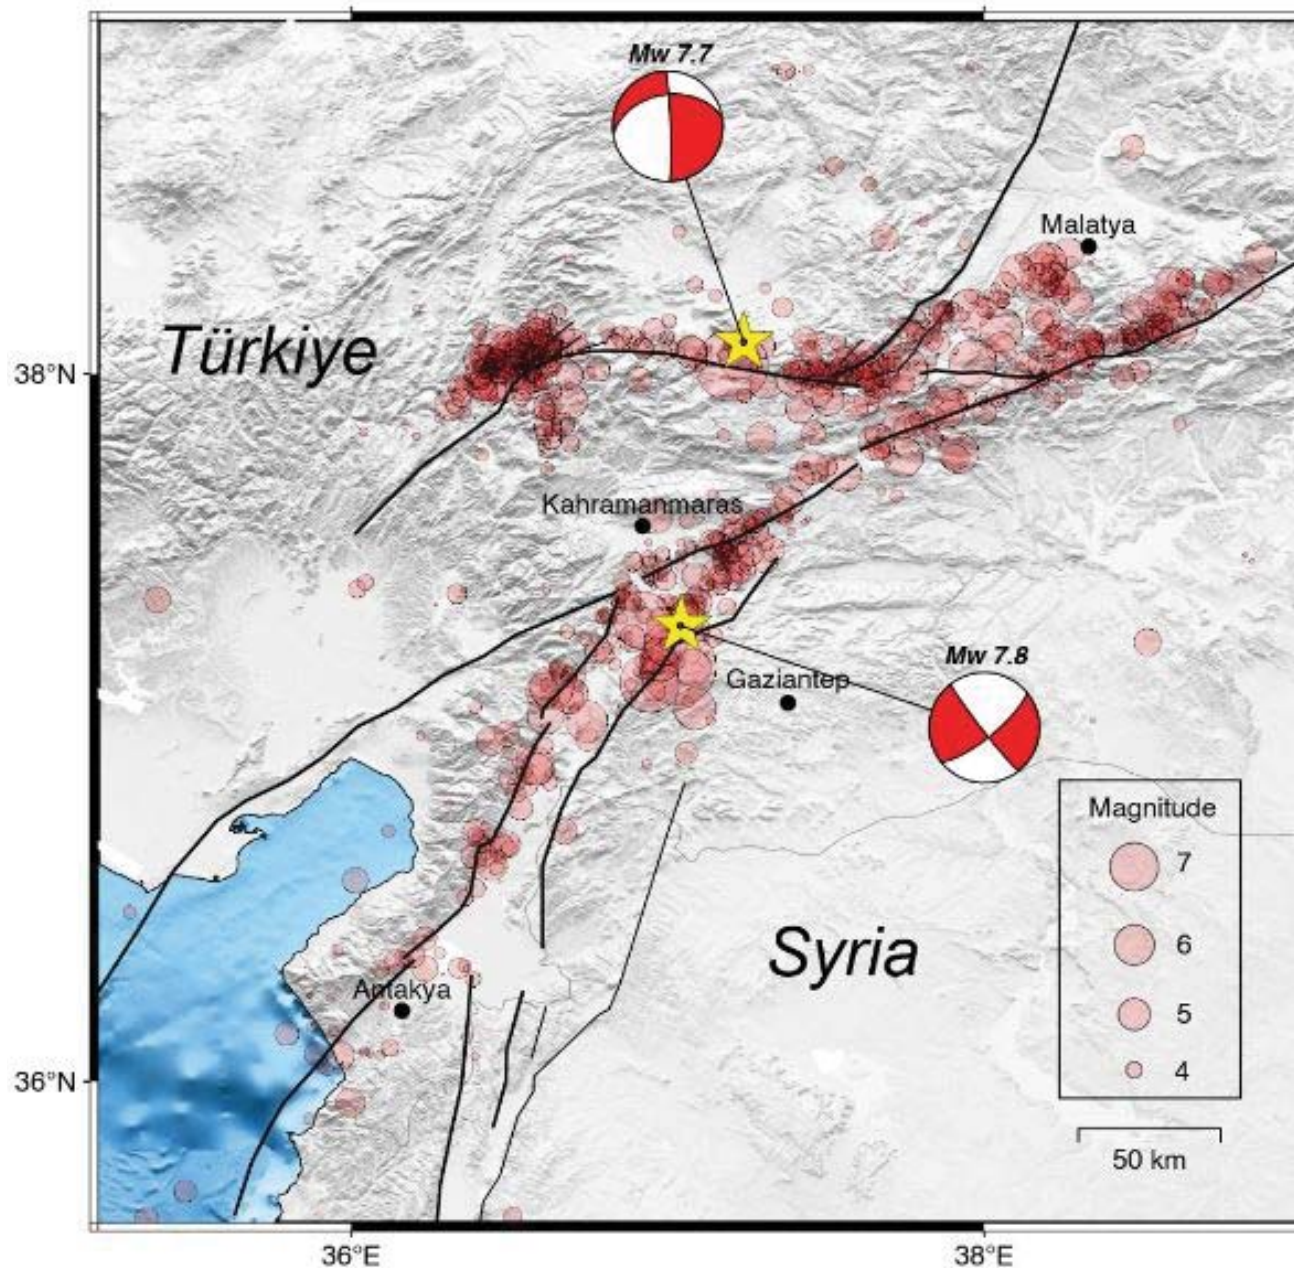 Mw 7.7
Malatya
Türkiye
38°N
Kahramanmaras
Mw 7.8
Gaziantep
Magnitude
7
6
5
4
Syria
Antakya
36°N
50 km
36°E
38°E